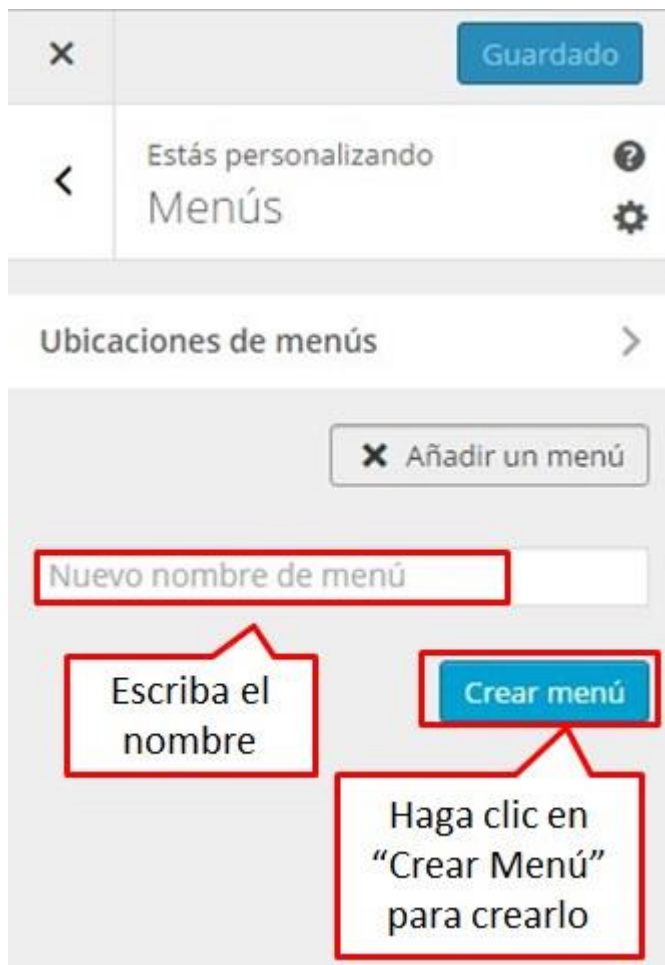 Guardado
Estás personalizando
Menús
Ubicaciones de menús
Añadir un menú
Nuevo nombre de menú
Escriba el
nombre
Crear menú
Haga clic en
“Crear Menú”
para crearlo